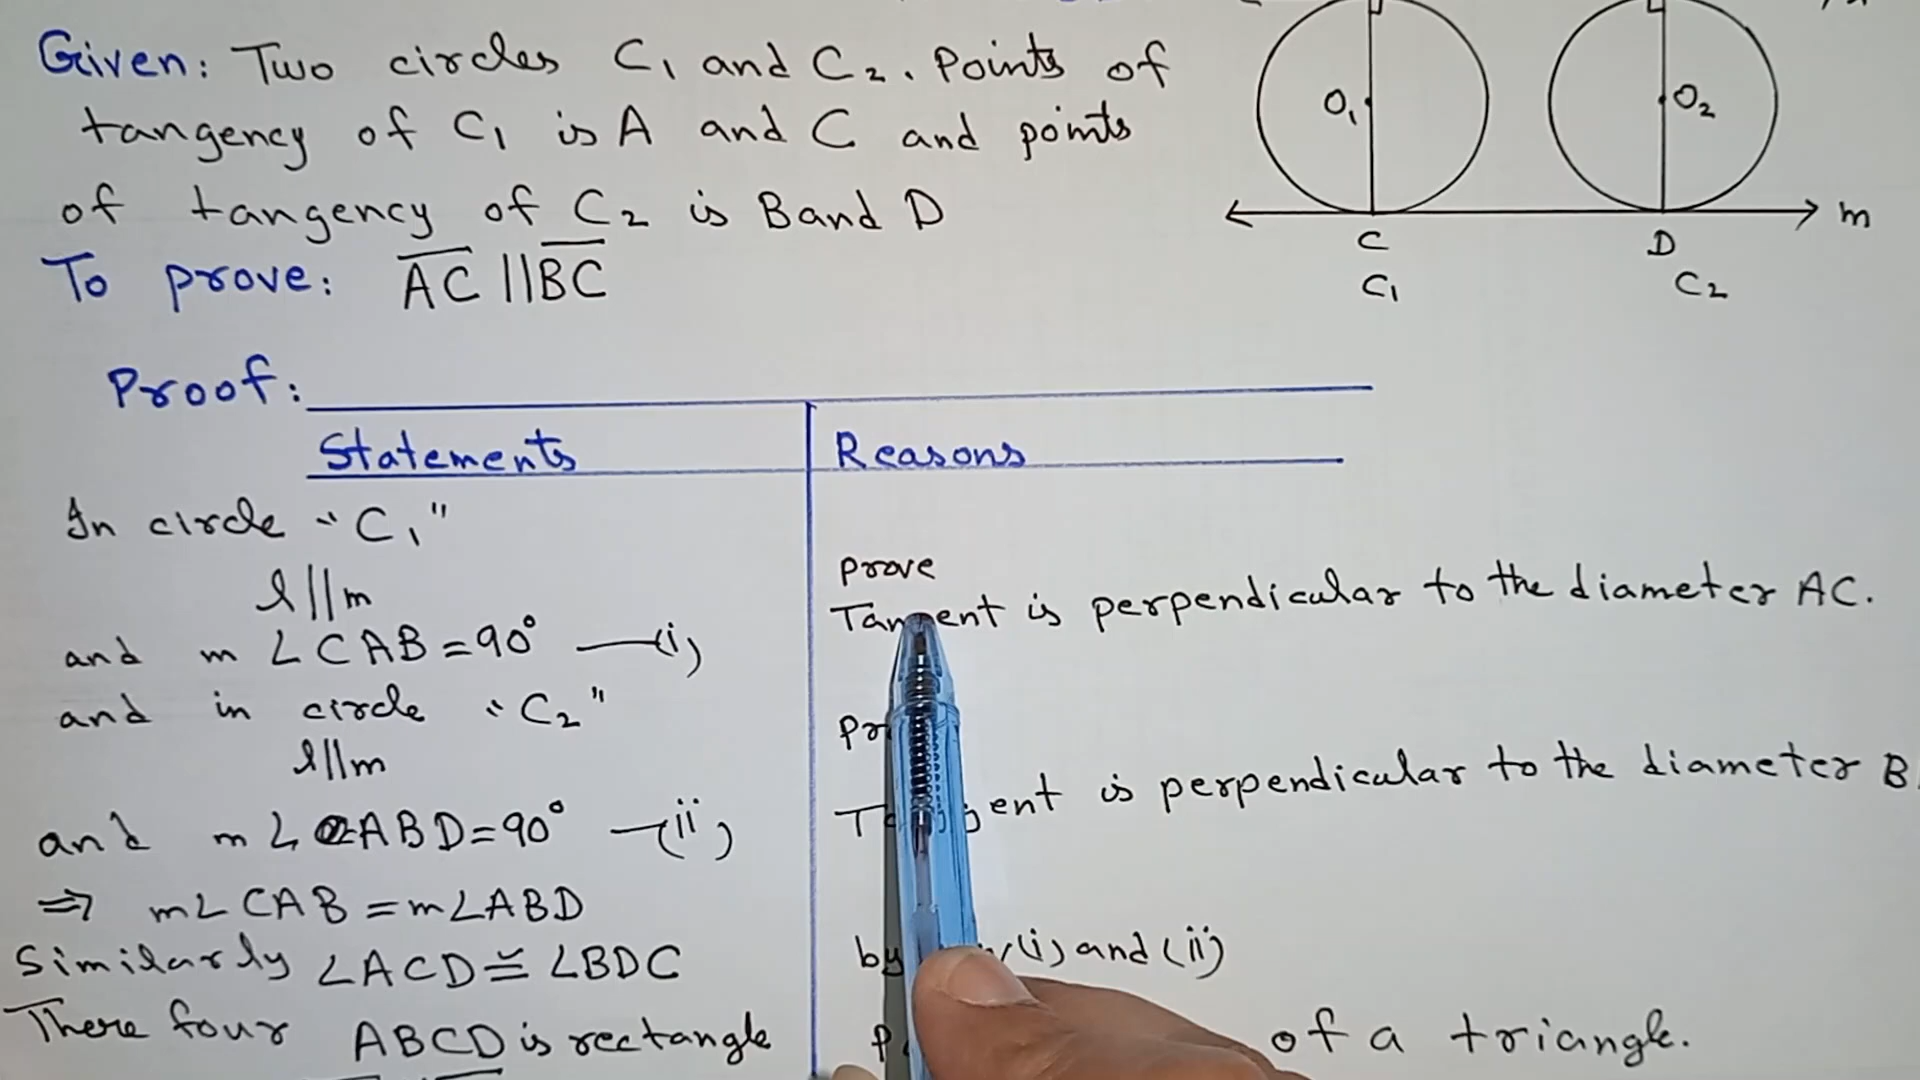 Given: Two circles C₁ and C₂. Points of
tangency of C₁ is A and C and points
of tangency of C₂ is B and D
To prove: A̅C̅ || B̅C̅
O₁
O₂
m
C
D
C₁
C₂
Proof:
Statements
Reasons
In circle "C₁"
l||m
prove
and m∠CAB=90° —(i)
Tangent is perpendicular to the diameter AC.
and in circle "C₂"
l||m
and m∠ABD=90° —(ii)
Tangent is perpendicular to the diameter B
⇒ m∠CAB=m∠ABD
Similarly ∠ACD≅∠BDC
by (i) and (ii)
There four ABCD is rectangle
of a triangle.